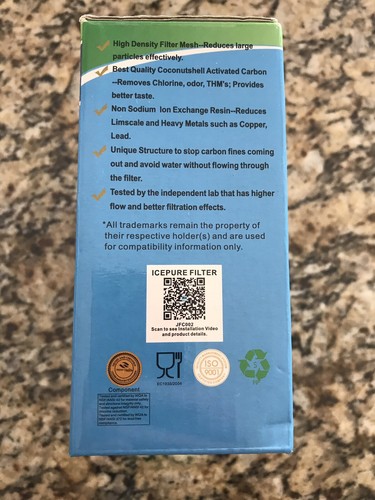 High Density Filter Mesh--Reduces large
particles effectively.
Best Quality Coconutshell Activated Carbon
--Removes Chlorine, odor, THM's; Provides
better taste.
Non Sodium Ion Exchange Resin--Reduces
Limscale and Heavy Metals such as Copper,
Lead.
Unique Structure to stop carbon fines coming
out and avoid water without flowing through
the filter.
Tested by the independent lab that has higher
flow and better filtration effects.
*All trademarks remain the property of
their respective holder(s) and are used
for compatibility information only.
ICEPURE FILTER
JFC002
Scan to see Installation Video
and product details.
ISO
9001
Component